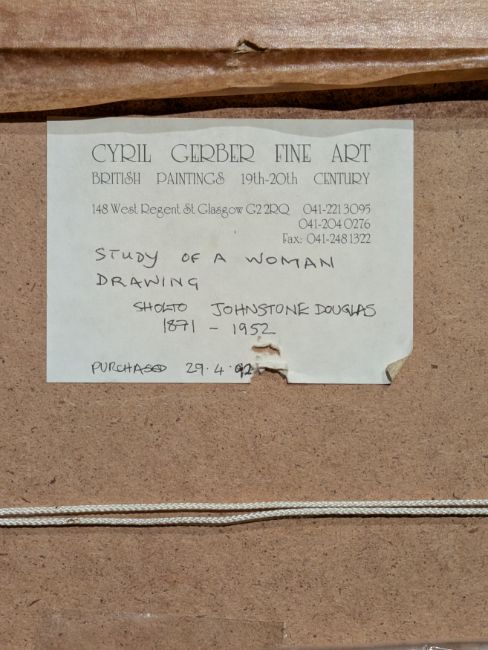 CYRIL GERBER FINE ART
BRITISH PAINTINGS 19th-20th CENTURY
148 West Regent St Glasgow G2 2RQ 041-221 3095
041-204 0276
Fax: 041-248 1322
STUDY OF A WOMAN
DRAWING
SHOLTO JOHNSTONE DOUGLAS
1871 - 1952
PURCHASED 29.4.92